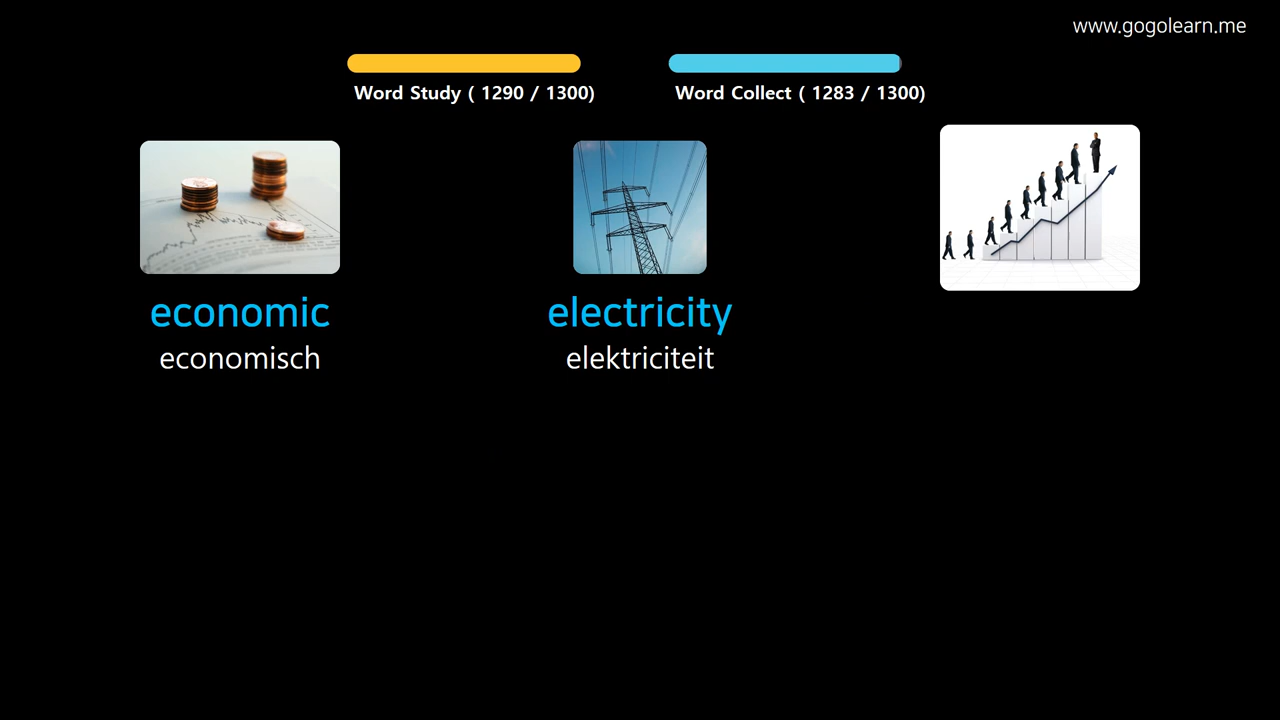 www.gogolearn.me
Word Study ( 1290 / 1300)
Word Collect ( 1283 / 1300)
economic
economisch
electricity
elektriciteit